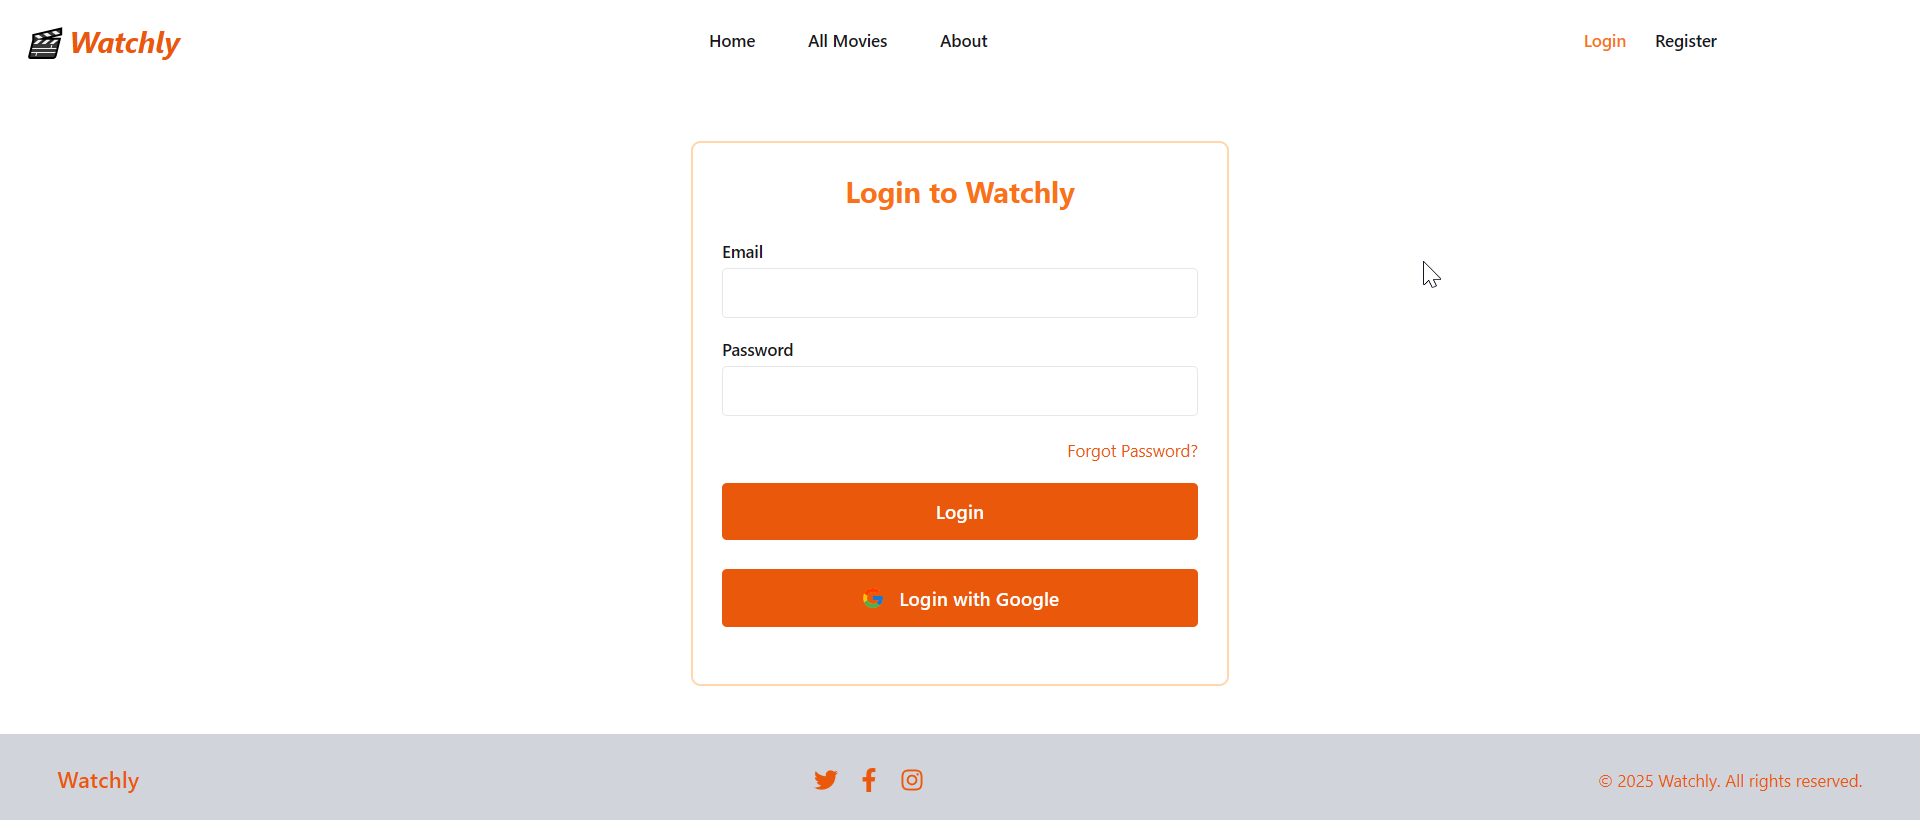 Watchly
Home All Movies About
Login Register
Login to Watchly
Email
Password
Forgot Password?
Login
Login with Google
Watchly
© 2025 Watchly. All rights reserved.